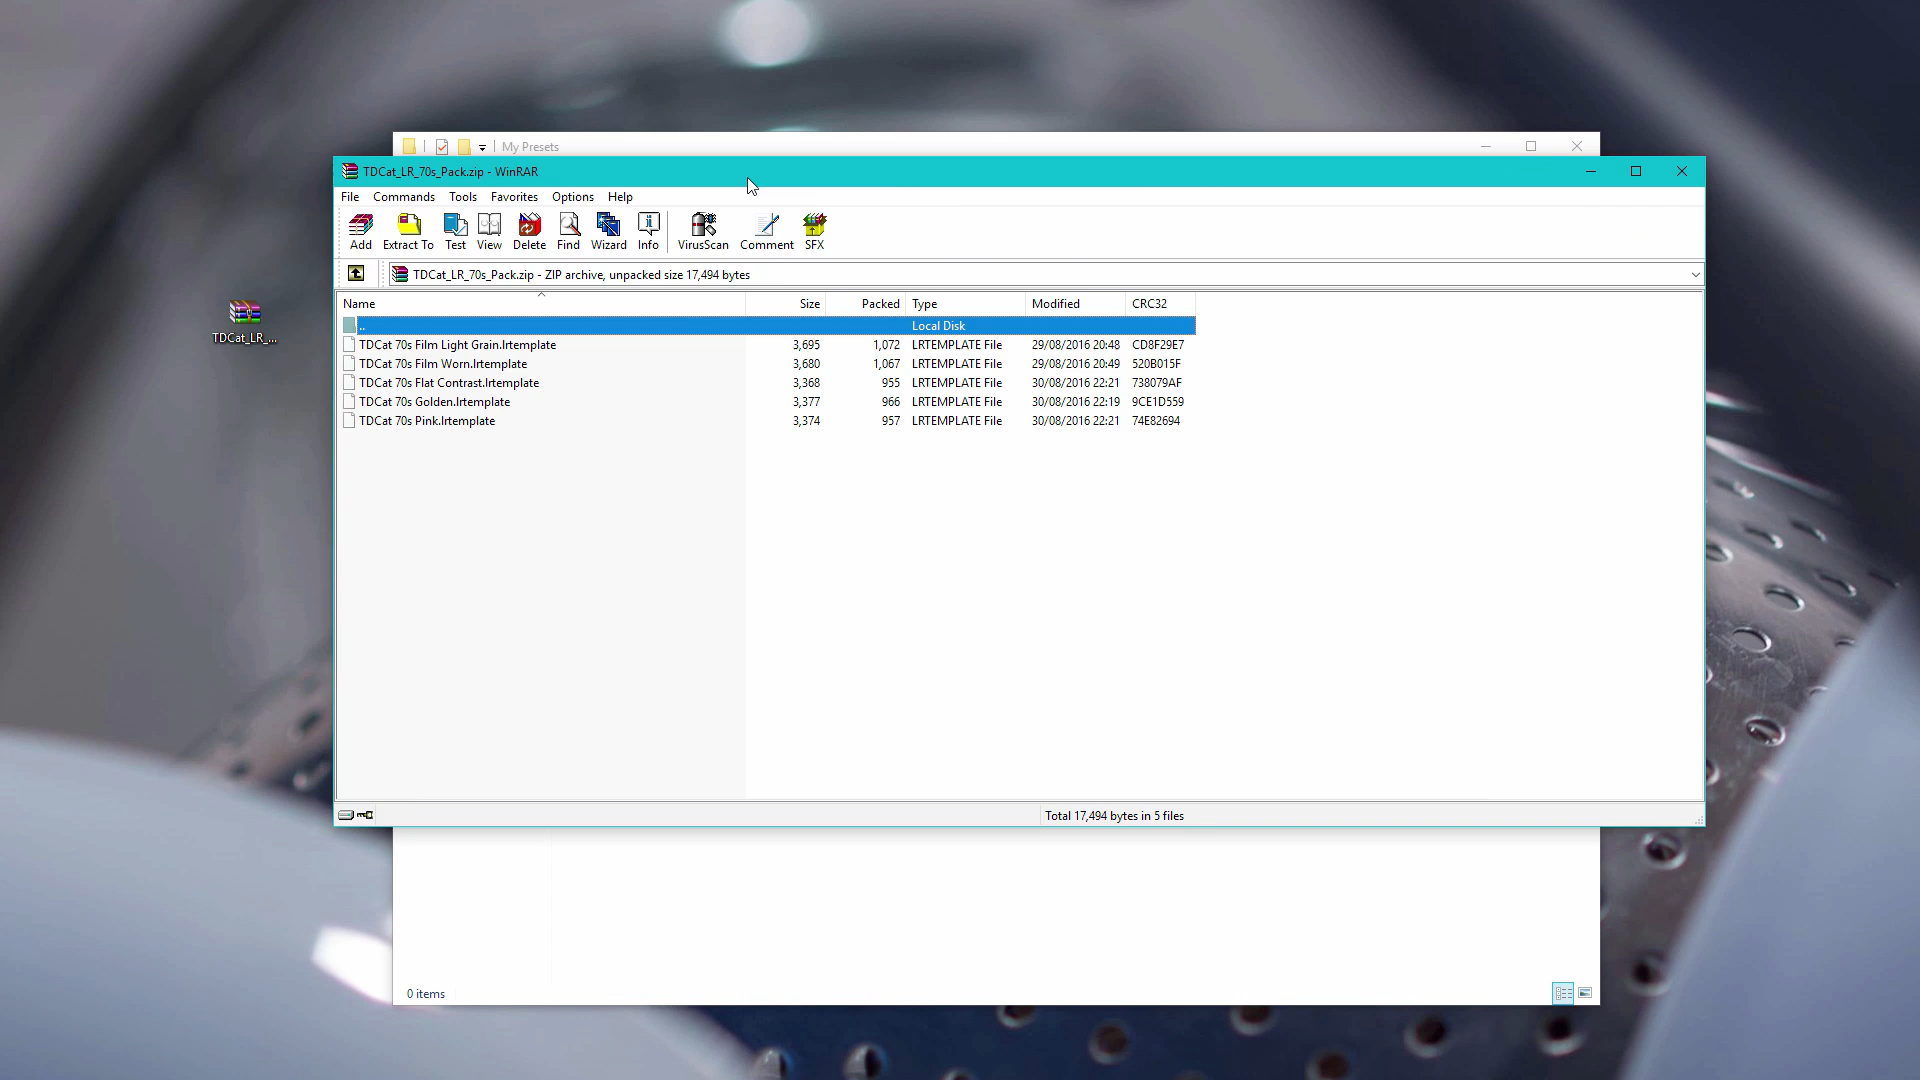 My Presets
TDCat_LR_70s_Pack.zip - WinRAR
File Commands Tools Favorites Options Help
Add Extract To Test View Delete Find Wizard Info VirusScan Comment SFX
TDCat_LR_70s_Pack.zip - ZIP archive, unpacked size 17,494 bytes
Name Size Packed Type Modified CRC32
.. Local Disk
TDCat 70s Film Light Grain.lrtemplate 3,695 1,072 LRTEMPLATE File 29/08/2016 20:48 CD8F29E7
TDCat 70s Film Worn.lrtemplate 3,680 1,067 LRTEMPLATE File 29/08/2016 20:49 520B015F
TDCat 70s Flat Contrast.lrtemplate 3,368 955 LRTEMPLATE File 30/08/2016 22:21 738079AF
TDCat 70s Golden.lrtemplate 3,377 966 LRTEMPLATE File 30/08/2016 22:19 9CE1D559
TDCat 70s Pink.lrtemplate 3,374 957 LRTEMPLATE File 30/08/2016 22:21 74E82694
TDCat_LR_...
Total 17,494 bytes in 5 files
0 items